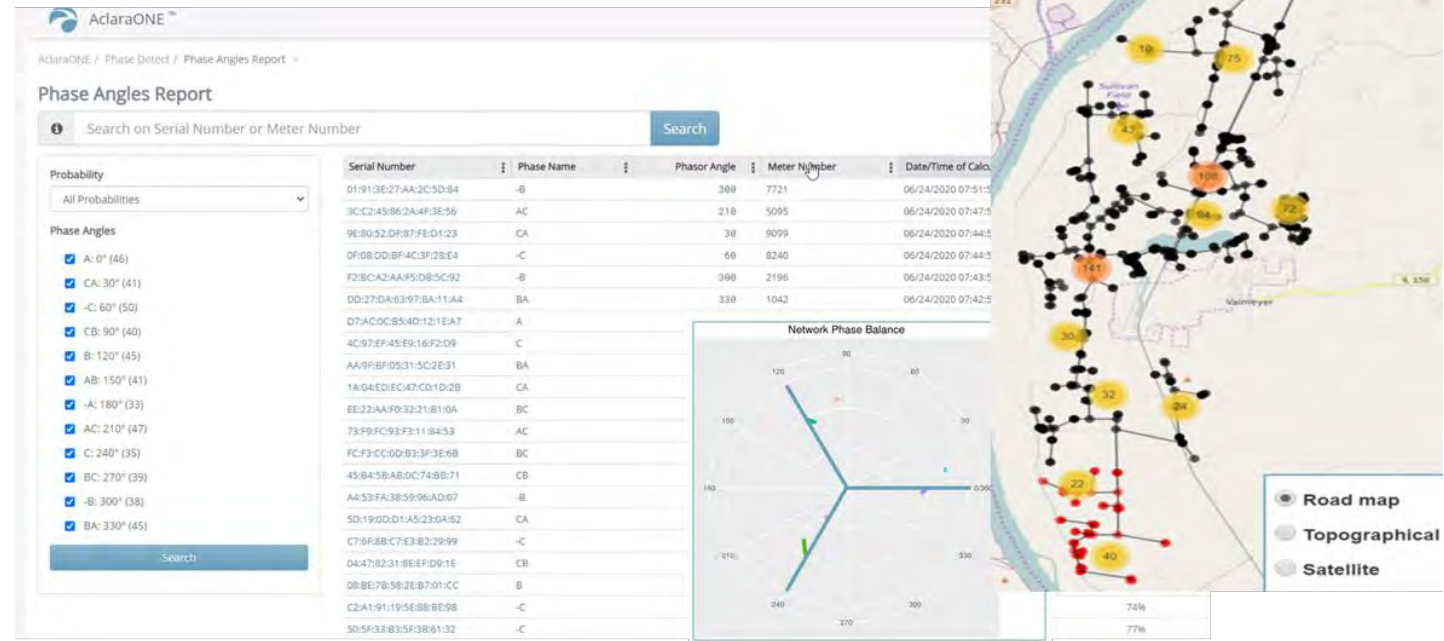 AclaraONE ™
AclaraONE / Phase Detect / Phase Angles Report
Phase Angles Report
Search on Serial Number or Meter Number
Search
Probability
All Probabilities
Phase Angles
A: 0° (46)
CA: 30° (41)
-C: 60° (50)
CB: 90° (40)
B: 120° (45)
AB: 150° (41)
-A: 180° (33)
AC: 210° (47)
C: 240° (35)
BC: 270° (39)
-B: 300° (38)
BA: 330° (45)
Search
Serial Number Phase Name Phasor Angle Meter Number Date/Time of Calcu
01:91:3E:27:AA:2C:5D:84 -B 300 7721 06/24/2020 07:51:5
3C:C2:45:86:2A:4F:3E:56 AC 210 5095 06/24/2020 07:47:5
9E:80:52:DF:87:FE:D1:23 CA 30 9099 06/24/2020 07:44:5
0F:08:DD:BF:4C:3F:28:E4 -C 60 8240 06/24/2020 07:44:5
F2:BC:A2:AA:F5:D8:5C:92 -B 300 2196 06/24/2020 07:43:5
DD:27:DA:63:97:BA:11:A4 BA 330 1042 06/24/2020 07:42:5
D7:AC:0C:B5:4D:12:1E:A7 A
4C:97:EF:45:E9:16:F2:D9 C
AA:9F:BF:05:31:5C:2E:31 BA
1A:04:ED:EC:47:C0:1D:2B CA
EE:22:AA:F0:32:21:B1:0A BC
73:F9:FC:93:F3:11:84:53 AC
FC:F3:CC:0D:B3:3F:3E:6B BC
45:B4:5B:AB:0C:74:BB:71 CB
A4:53:FA:38:59:96:AD:07 -B
5D:19:0D:D1:A5:23:0A:62 CA
C7:6F:8B:C7:E3:B2:29:99 -C
04:47:82:31:8E:EF:D9:1E CB
08:BE:7B:58:2E:B7:01:CC B
C2:A1:91:19:5E:88:BE:98 -C 74%
50:5F:33:B3:5F:3B:61:32 -C 77%
Network Phase Balance
90
120 60
150 30
180
210 330
240 300
270
10
75
Sullivan
Field
43
108
72
84
141
Valmeyer
30
32
24
22
40
Road map
Topographical
Satellite